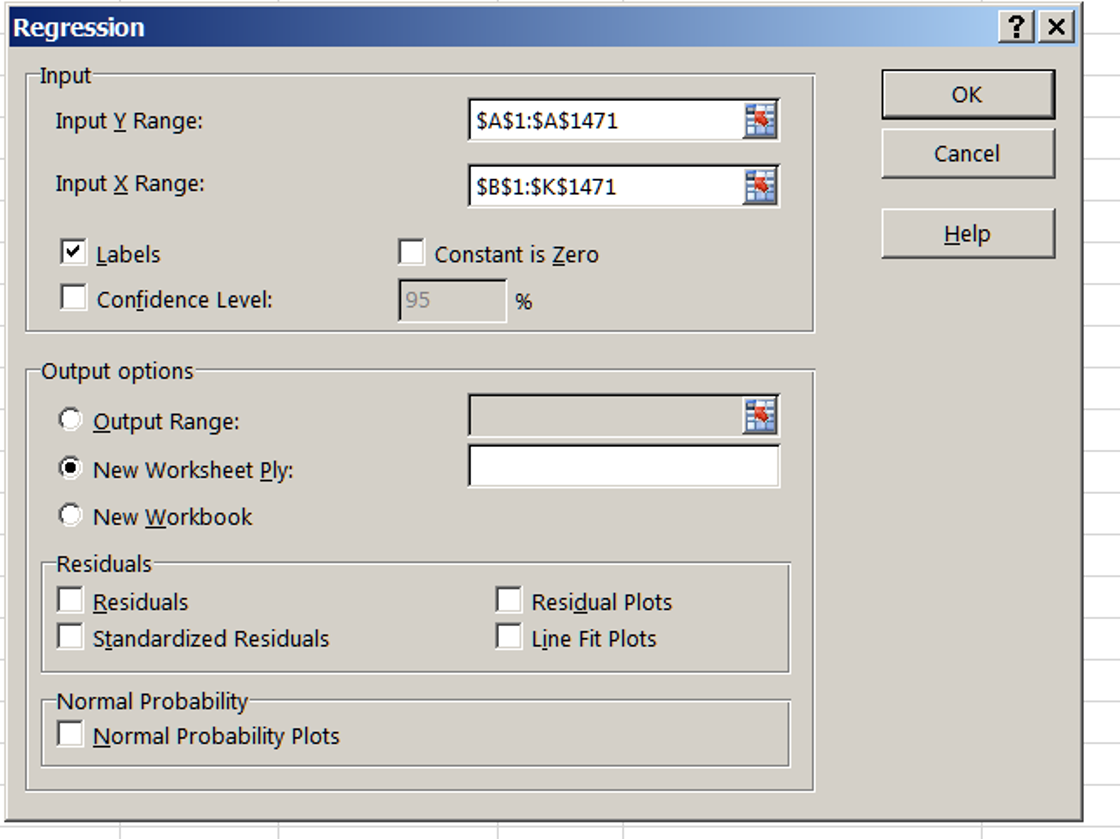 Regression
Input
Input Y Range:
$A$1:$A$1471
Input X Range:
$B$1:$K$1471
Labels
Constant is Zero
Confidence Level:
95
%
OK
Cancel
Help
Output options
Output Range:
New Worksheet Ply:
New Workbook
Residuals
Residuals
Residual Plots
Standardized Residuals
Line Fit Plots
Normal Probability
Normal Probability Plots